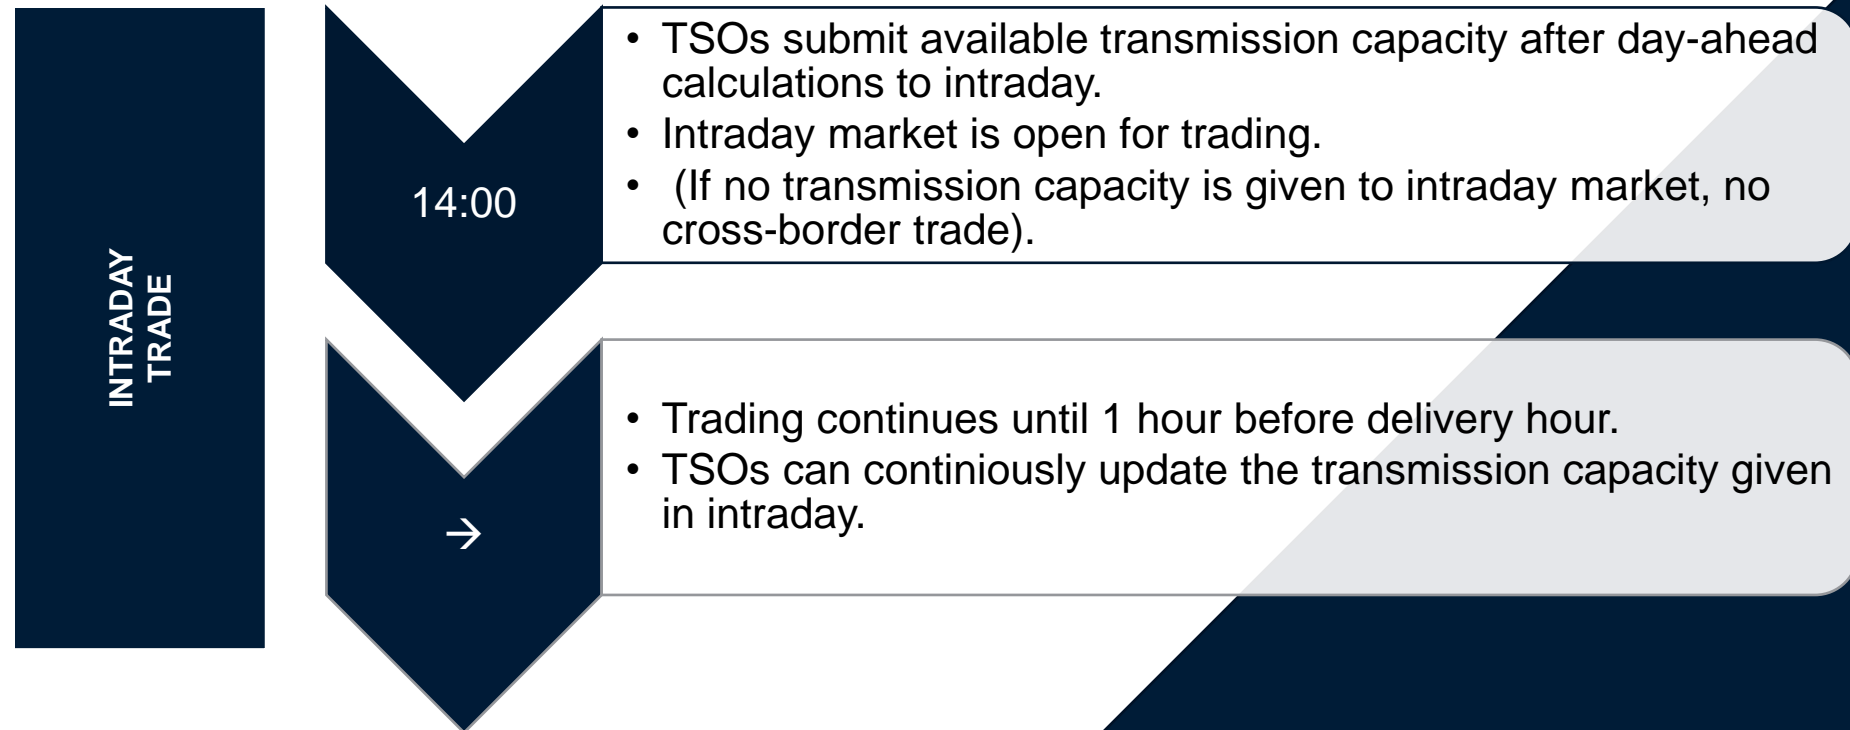 INTRADAY
TRADE
14:00
• TSOs submit available transmission capacity after day-ahead
calculations to intraday.
• Intraday market is open for trading.
• (If no transmission capacity is given to intraday market, no
cross-border trade).
→
• Trading continues until 1 hour before delivery hour.
• TSOs can continiously update the transmission capacity given
in intraday.